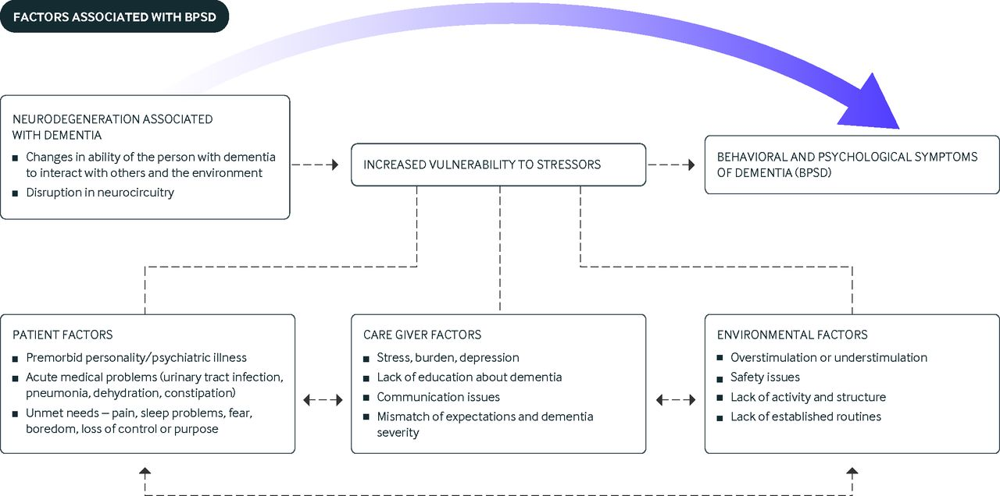 FACTORS ASSOCIATED WITH BPSD
NEURODEGENERATION ASSOCIATED
WITH DEMENTIA
■ Changes in ability of the person with dementia
to interact with others and the environment
■ Disruption in neurocircuitry
INCREASED VULNERABILITY TO STRESSORS
BEHAVIORAL AND PSYCHOLOGICAL SYMPTOMS
OF DEMENTIA (BPSD)
PATIENT FACTORS
■ Premorbid personality/psychiatric illness
■ Acute medical problems (urinary tract infection,
pneumonia, dehydration, constipation)
■ Unmet needs – pain, sleep problems, fear,
boredom, loss of control or purpose
CARE GIVER FACTORS
■ Stress, burden, depression
■ Lack of education about dementia
■ Communication issues
■ Mismatch of expectations and dementia
severity
ENVIRONMENTAL FACTORS
■ Overstimulation or understimulation
■ Safety issues
■ Lack of activity and structure
■ Lack of established routines